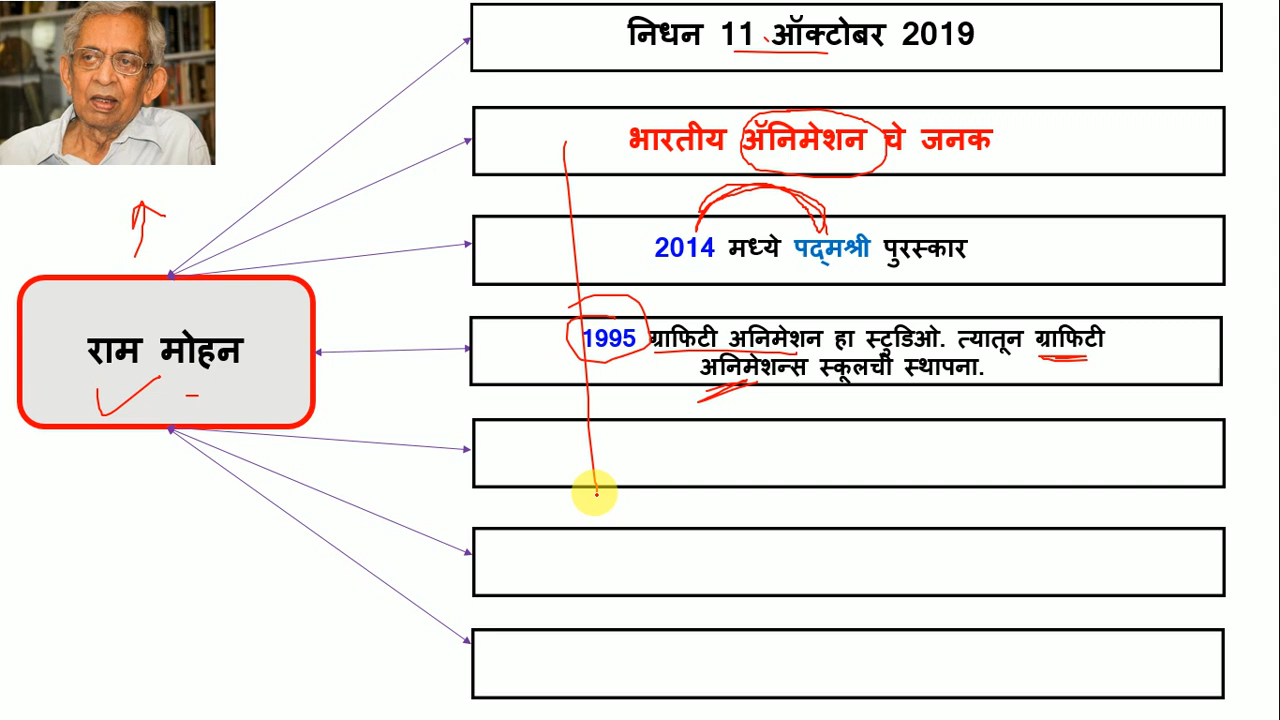 निधन 11 ऑक्टोबर 2019
भारतीय ॲनिमेशन चे जनक
2014 मध्ये पद्मश्री पुरस्कार
राम मोहन
1995 ग्राफिटी अनिमेशन हा स्टुडिओ. त्यातून ग्राफिटी
अनिमेशन्स स्कूलची स्थापना.